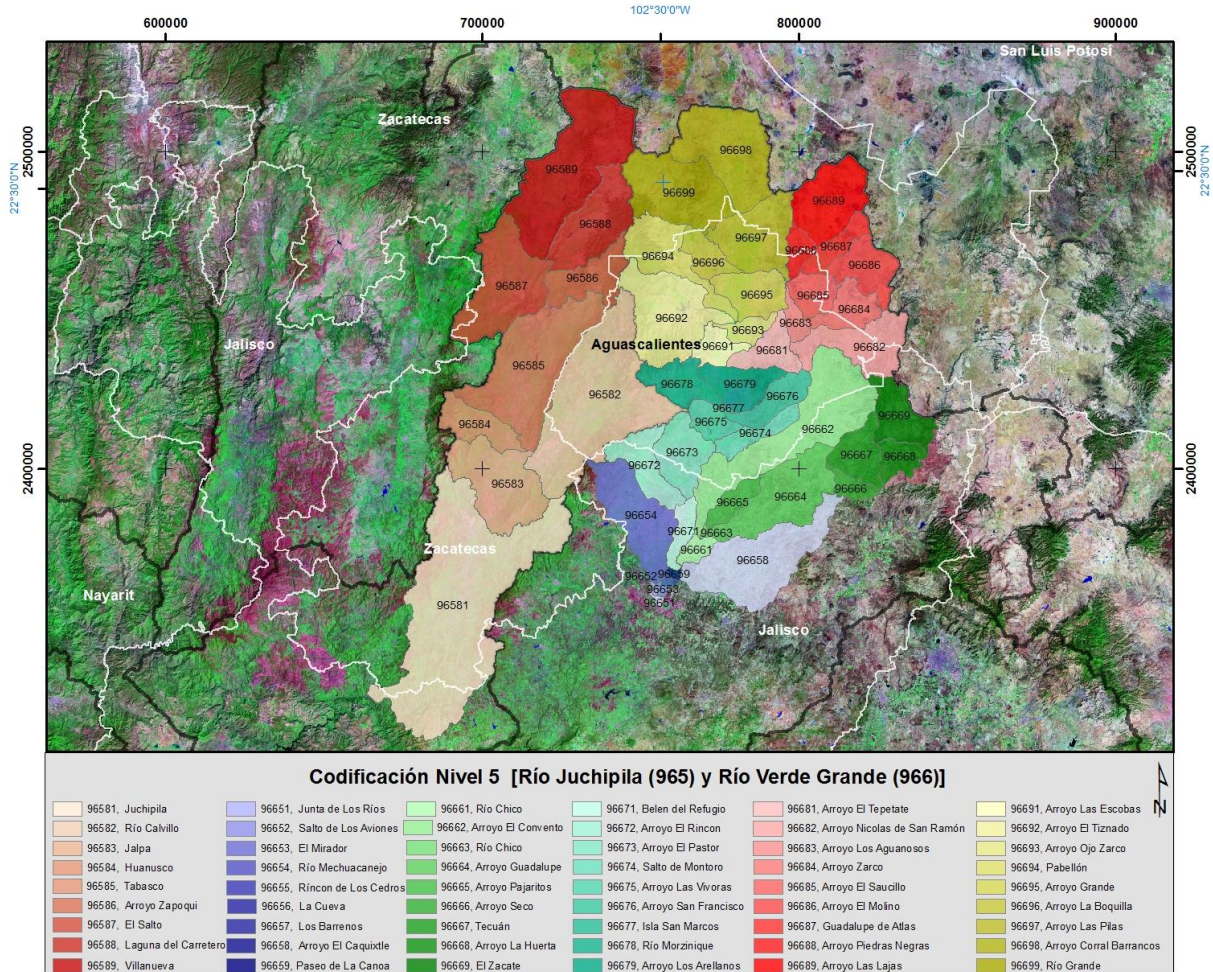 102°30'0"W
600000
700000
800000
900000
San Luis Potosí
Zacatecas
2500000
2500000
22°30'0"N
22°30'0"N
96698
96589
96699
96689
96588
96697
96687
96688
96694
96696
96686
96586
96587
96695
96685
96684
96692
96683
96693
Jalisco
Aguascalientes
96691
96681
96682
96585
96678
96679
96582
96676
96677
96669
96584
96675
96674
96662
2400000
2400000
96673
96667
96668
96672
96583
96666
96664
96665
96654
96671
96663
Zacatecas
96661
96658
96652
96659
96653
Nayarit
96581
96651
Jalisco
Codificación Nivel 5 [Río Juchipila (965) y Río Verde Grande (966)]
N
96581, Juchipila
96582, Río Calvillo
96583, Jalpa
96584, Huanusco
96585, Tabasco
96586, Arroyo Zapoqui
96587, El Salto
96588, Laguna del Carretero
96589, Villanueva
96651, Junta de Los Ríos
96652, Salto de Los Aviones
96653, El Mirador
96654, Río Mechuacanejo
96655, Ríncon de Los Cedros
96656, La Cueva
96657, Los Barrenos
96658, Arroyo El Caquixtle
96659, Paseo de La Canoa
96661, Río Chico
96662, Arroyo El Convento
96663, Río Chico
96664, Arroyo Guadalupe
96665, Arroyo Pajaritos
96666, Arroyo Seco
96667, Tecuán
96668, Arroyo La Huerta
96669, El Zacate
96671, Belen del Refugio
96672, Arroyo El Rincon
96673, Arroyo El Pastor
96674, Salto de Montoro
96675, Arroyo Las Vivoras
96676, Arroyo San Francisco
96677, Isla San Marcos
96678, Río Morzinique
96679, Arroyo Los Arellanos
96681, Arroyo El Tepetate
96682, Arroyo Nicolas de San Ramón
96683, Arroyo Los Aguanosos
96684, Arroyo Zarco
96685, Arroyo El Saucillo
96686, Arroyo El Molino
96687, Guadalupe de Atlas
96688, Arroyo Piedras Negras
96689, Arroyo Las Lajas
96691, Arroyo Las Escobas
96692, Arroyo El Tiznado
96693, Arroyo Ojo Zarco
96694, Pabellón
96695, Arroyo Grande
96696, Arroyo La Boquilla
96697, Arroyo Las Pilas
96698, Arroyo Corral Barrancos
96699, Río Grande